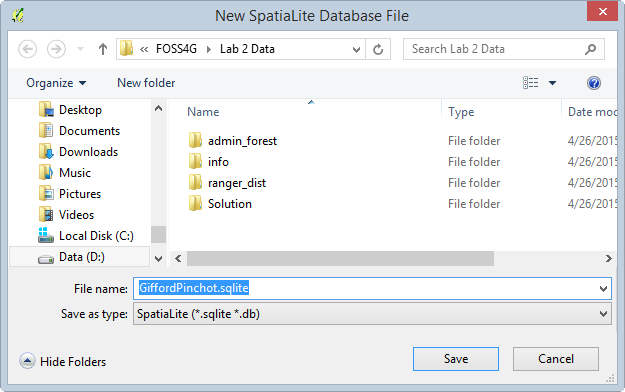 New SpatiaLite Database File
« FOSS4G Lab 2 Data Search Lab 2 Data
Organize New folder
Desktop
Documents
Downloads
Music
Pictures
Videos
Local Disk (C:)
Data (D:)
Name Type Date mod
admin_forest File folder 4/26/2015
info File folder 4/26/2015
ranger_dist File folder 4/26/2015
Solution File folder 4/26/2015
File name: GiffordPinchot.sqlite
Save as type: SpatiaLite (*.sqlite *.db)
Hide Folders Save Cancel